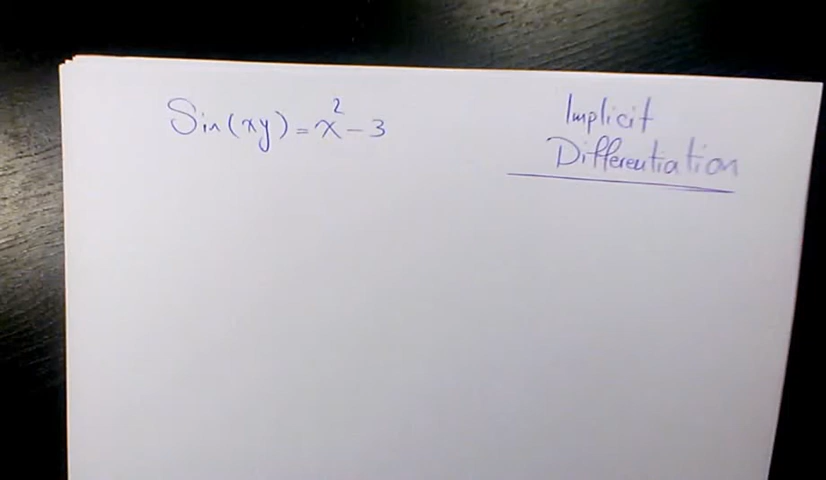 Sin(xy) = x² - 3
Implicit
Differentiation